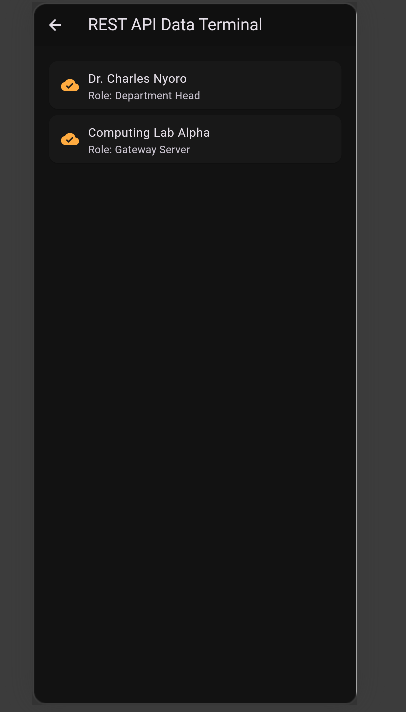 REST API Data Terminal
Dr. Charles Nyoro
Role: Department Head
Computing Lab Alpha
Role: Gateway Server